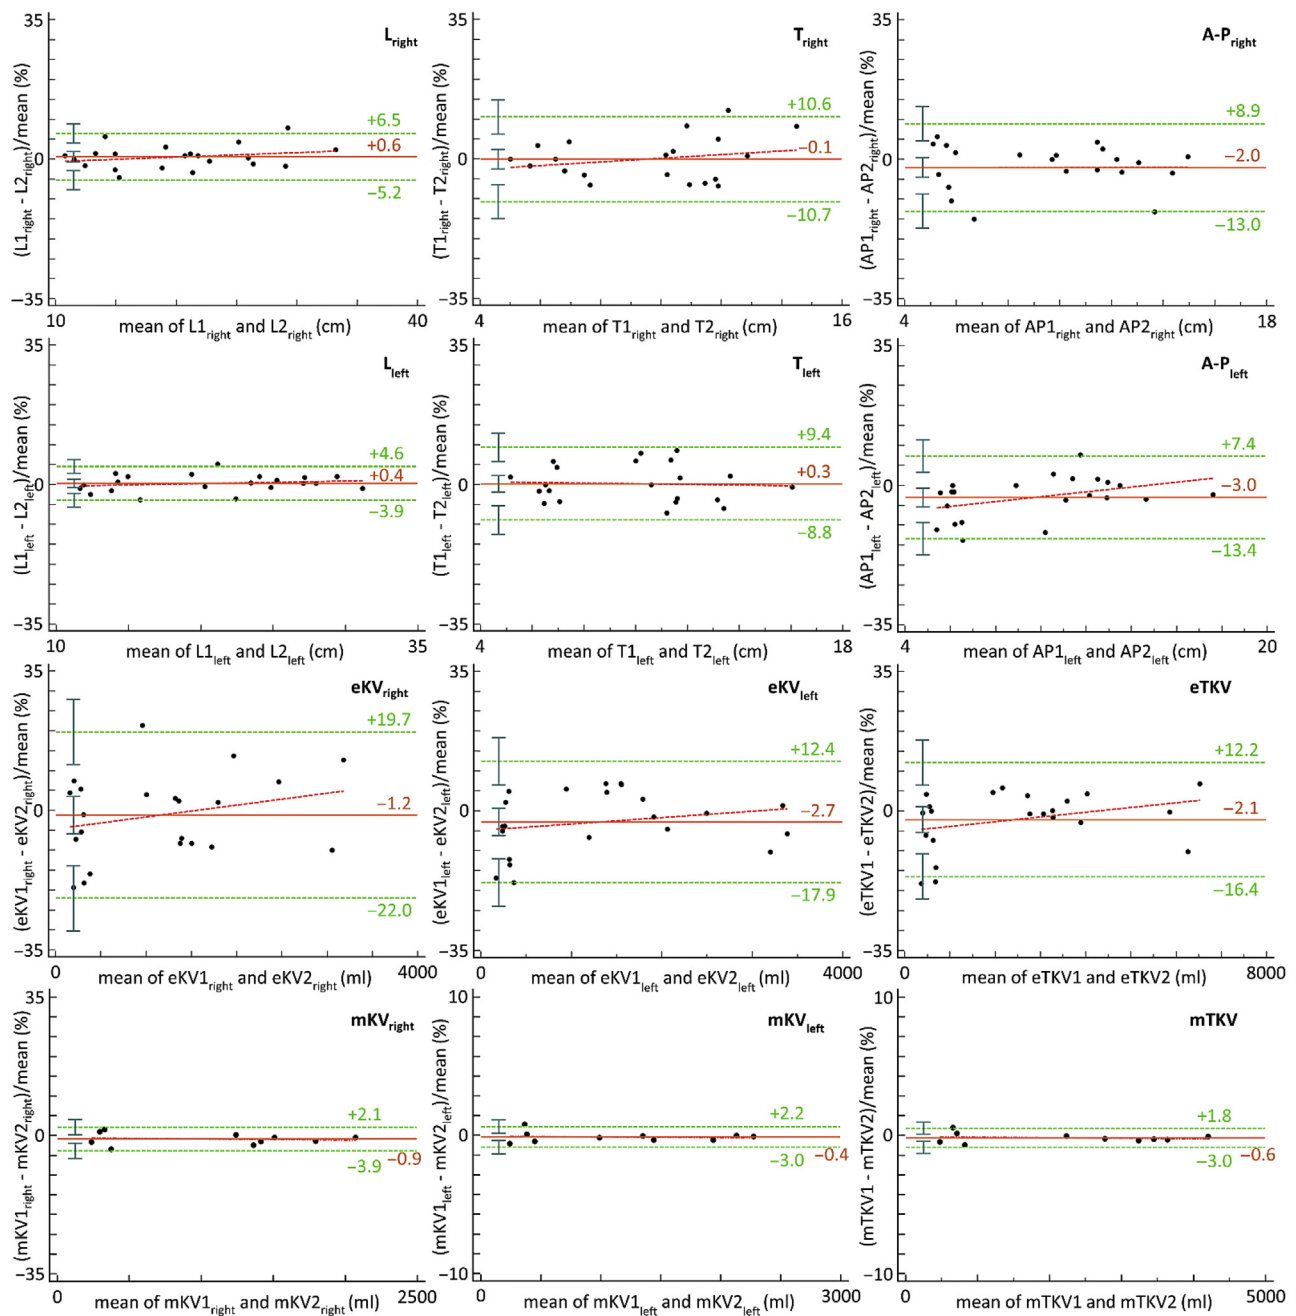 35 L_right 35 T_right 35 A-P_right
(L1_right - L2_right)/mean (%) (T1_right - T2_right)/mean (%) (AP1_right - AP2_right)/mean (%)
+6.5 +10.6 +8.9
+0.6 −0.1 −2.0
0 0 0
−5.2 −10.7 −13.0
−35 −35 −35
10 40 4 16 4 18
mean of L1_right and L2_right (cm) mean of T1_right and T2_right (cm) mean of AP1_right and AP2_right (cm)
35 L_left 35 T_left 35 A-P_left
(L1_left - L2_left)/mean (%) (T1_left - T2_left)/mean (%) (AP1_left - AP2_left)/mean (%)
+4.6 +9.4 +7.4
+0.4 +0.3 −3.0
0 0 0
−3.9 −8.8 −13.4
−35 −35 −35
10 35 4 18 4 20
mean of L1_left and L2_left (cm) mean of T1_left and T2_left (cm) mean of AP1_left and AP2_left (cm)
35 eKV_right 35 eKV_left 35 eTKV
(eKV1_right - eKV2_right)/mean (%) (eKV1_left - eKV2_left)/mean (%) (eTKV1 - eTKV2)/mean (%)
+19.7 +12.4 +12.2
−1.2 −2.7 −2.1
0 0 0
−22.0 −17.9 −16.4
−35 −35 −35
0 4000 0 4000 0 8000
mean of eKV1_right and eKV2_right (ml) mean of eKV1_left and eKV2_left (ml) mean of eTKV1 and eTKV2 (ml)
35 mKV_right 10 mKV_left 10 mTKV
(mKV1_right - mKV2_right)/mean (%) (mKV1_left - mKV2_left)/mean (%) (mTKV1 - mTKV2)/mean (%)
+2.1 +2.2 +1.8
0 0 0
−3.9 −0.9 −3.0 −0.4 −3.0 −0.6
−35 −10 −10
0 2500 0 3000 0 5000
mean of mKV1_right and mKV2_right (ml) mean of mKV1_left and mKV2_left (ml) mean of mTKV1 and mTKV2 (ml)